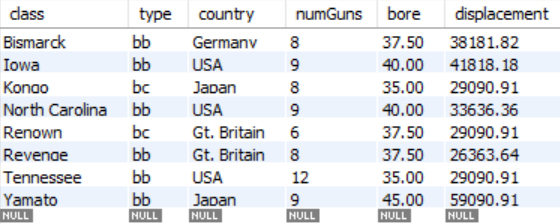 class type country numGuns bore displacement
Bismarck bb Germany 8 37.50 38181.82
Iowa bb USA 9 40.00 41818.18
Kongo bc Japan 8 35.00 29090.91
North Carolina bb USA 9 40.00 33636.36
Renown bc Gt. Britain 6 37.50 29090.91
Revenge bb Gt. Britain 8 37.50 26363.64
Tennessee bb USA 12 35.00 29090.91
Yamato bb Japan 9 45.00 59090.91
NULL NULL NULL NULL NULL NULL